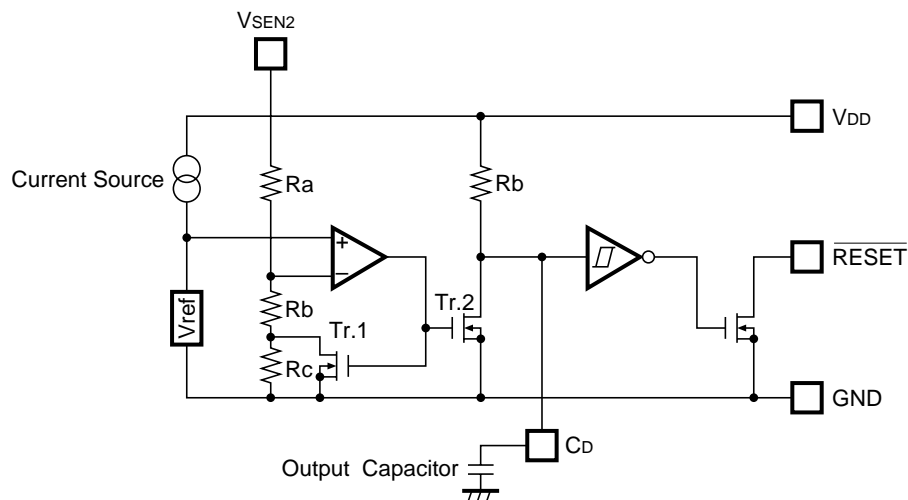 VSEN2
VDD
Current Source
Ra
Rb
+
−
RESET
Vref
Rb
Tr.1
Tr.2
Rc
GND
CD
Output Capacitor